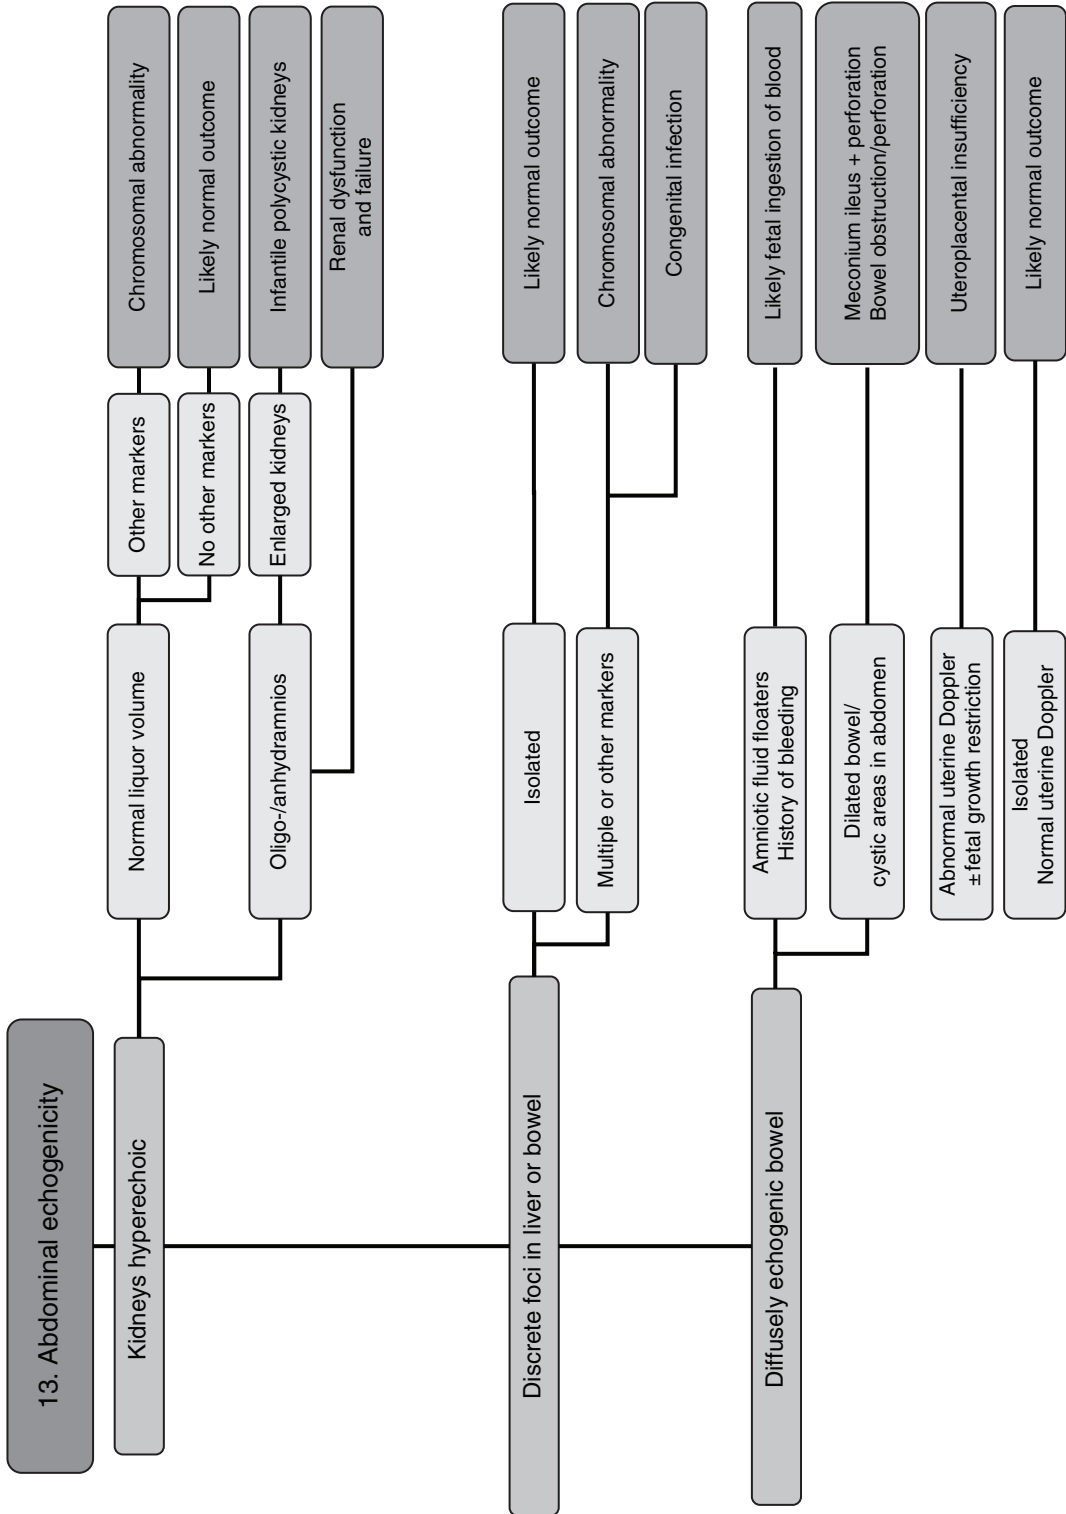 13. Abdominal echogenicity
Kidneys hyperechoic
Normal liquor volume
Other markers
Chromosomal abnormality
No other markers
Likely normal outcome
Oligo-/anhydramnios
Enlarged kidneys
Infantile polycystic kidneys
Renal dysfunction
and failure
Discrete foci in liver or bowel
Isolated
Likely normal outcome
Multiple or other markers
Chromosomal abnormality
Congenital infection
Diffusely echogenic bowel
Amniotic fluid floaters
History of bleeding
Likely fetal ingestion of blood
Dilated bowel/
cystic areas in abdomen
Meconium ileus + perforation
Bowel obstruction/perforation
Abnormal uterine Doppler
±fetal growth restriction
Uteroplacental insufficiency
Isolated
Normal uterine Doppler
Likely normal outcome